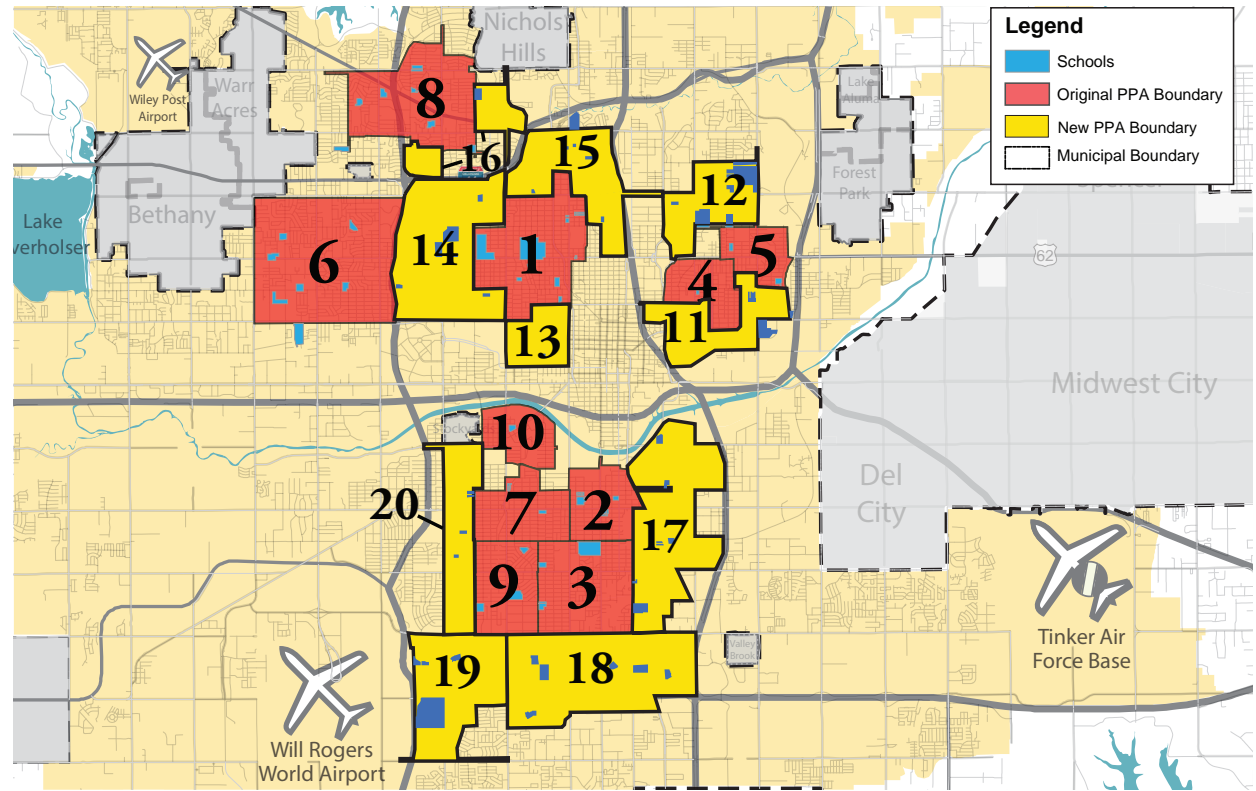 Nichols
Hills
Legend
Schools
Original PPA Boundary
New PPA Boundary
Municipal Boundary
Wiley Post
Airport
Warr
Acres
8
Lake
Aluma
16
15
12
Forest
Park
Spencer
Bethany
Lake
verholser
6
14
1
5
4
62
11
13
Midwest City
10
Del
City
20
7
2
17
9
3
Tinker Air
Force Base
Valley
Brook
19
18
Will Rogers
World Airport